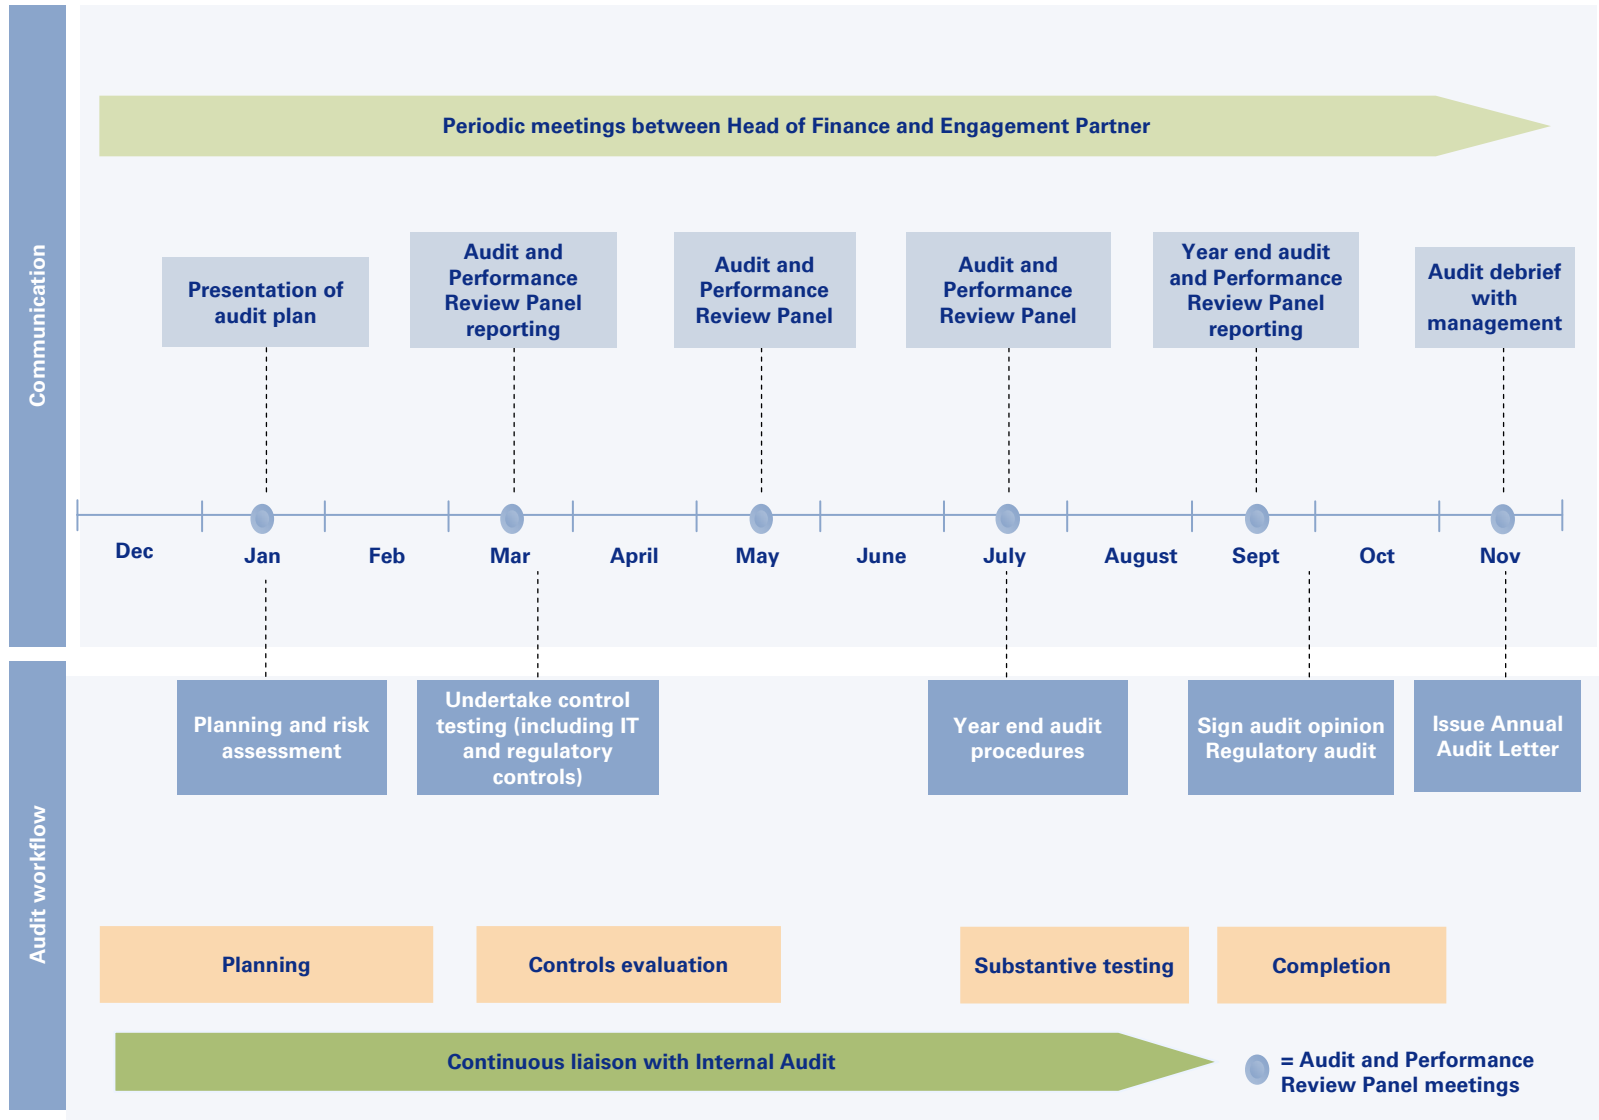 Communication
Periodic meetings between Head of Finance and Engagement Partner
Presentation of
audit plan
Audit and
Performance
Review Panel
reporting
Audit and
Performance
Review Panel
Audit and
Performance
Review Panel
Year end audit
and Performance
Review Panel
reporting
Audit debrief
with
management
Dec
Jan
Feb
Mar
April
May
June
July
August
Sept
Oct
Nov
Audit workflow
Planning and risk
assessment
Undertake control
testing (including IT
and regulatory
controls)
Year end audit
procedures
Sign audit opinion
Regulatory audit
Issue Annual
Audit Letter
Planning
Controls evaluation
Substantive testing
Completion
Continuous liaison with Internal Audit
= Audit and Performance
Review Panel meetings